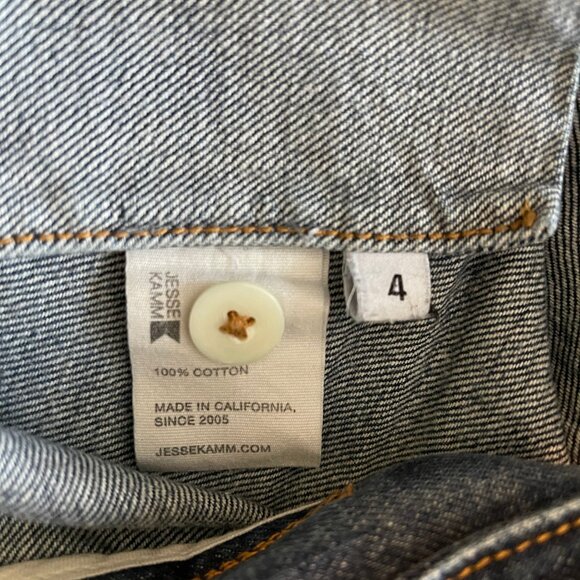 JESSE
KAMM
4
100% COTTON
MADE IN CALIFORNIA,
SINCE 2005
JESSEKAMM.COM